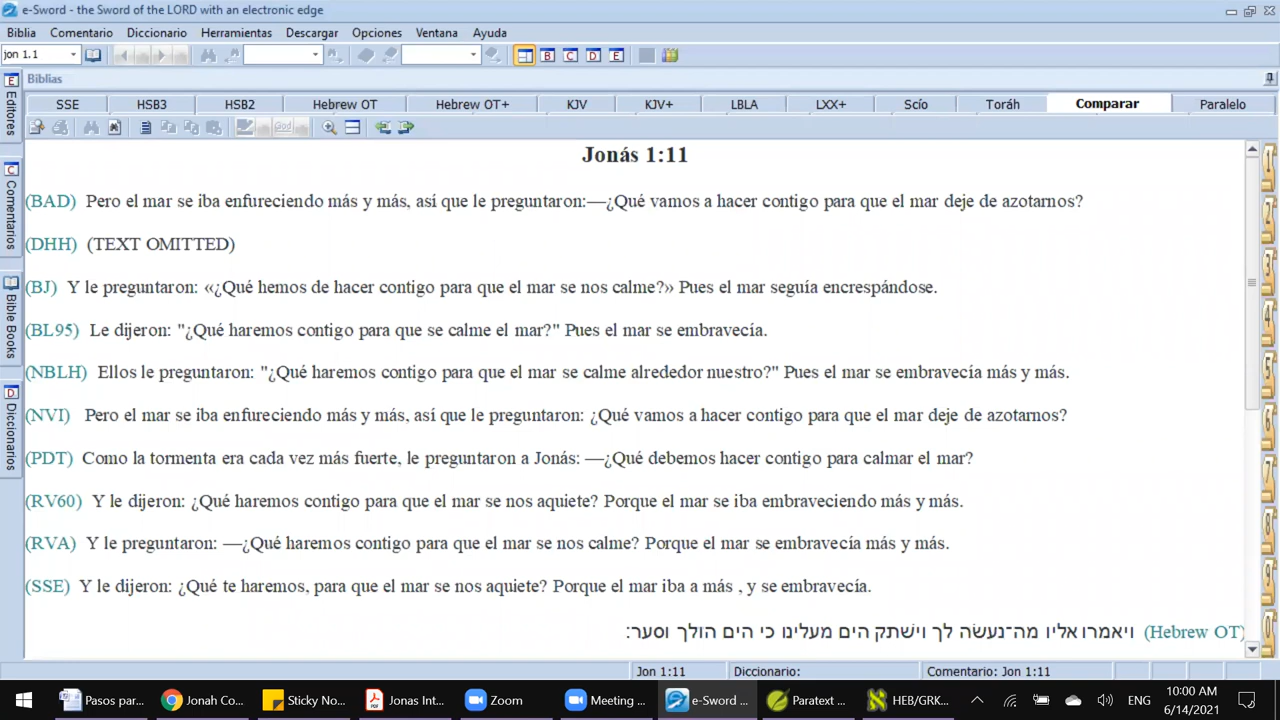 e-Sword - the Sword of the LORD with an electronic edge
Biblia Comentario Diccionario Herramientas Descargar Opciones Ventana Ayuda
jon 1.1 B C D E
Biblias
SSE HSB3 HSB2 Hebrew OT Hebrew OT+ KJV KJV+ LBLA LXX+ Scío Toráh Comparar Paralelo
God
E Editores
C Comentarios
Bible Books
D Diccionarios
Jonás 1:11
(BAD) Pero el mar se iba enfureciendo más y más, así que le preguntaron:—¿Qué vamos a hacer contigo para que el mar deje de azotarnos?
(DHH) (TEXT OMITTED)
(BJ) Y le preguntaron: «¿Qué hemos de hacer contigo para que el mar se nos calme?» Pues el mar seguía encrespándose.
(BL95) Le dijeron: "¿Qué haremos contigo para que se calme el mar?" Pues el mar se embravecía.
(NBLH) Ellos le preguntaron: "¿Qué haremos contigo para que el mar se calme alrededor nuestro?" Pues el mar se embravecía más y más.
(NVI) Pero el mar se iba enfureciendo más y más, así que le preguntaron: ¿Qué vamos a hacer contigo para que el mar deje de azotarnos?
(PDT) Como la tormenta era cada vez más fuerte, le preguntaron a Jonás: —¿Qué debemos hacer contigo para calmar el mar?
(RV60) Y le dijeron: ¿Qué haremos contigo para que el mar se nos aquiete? Porque el mar se iba embraveciendo más y más.
(RVA) Y le preguntaron: —¿Qué haremos contigo para que el mar se nos calme? Porque el mar se embravecía más y más.
(SSE) Y le dijeron: ¿Qué te haremos, para que el mar se nos aquiete? Porque el mar iba a más , y se embravecía.
(Hebrew OT) ויאמרו אליו מה־נעשׂה לך וישׁתק הים מעלינו כי הים הולך וסער׃
1
2
3
4
5
6
7
8
9
0
Jon 1:11 Diccionario: Comentario: Jon 1:11
Pasos par... Jonah Co... Sticky No... Jonas Int... Zoom Meeting ... e-Sword ... Paratext ... HEB/GRK... ENG 10:00 AM
6/14/2021